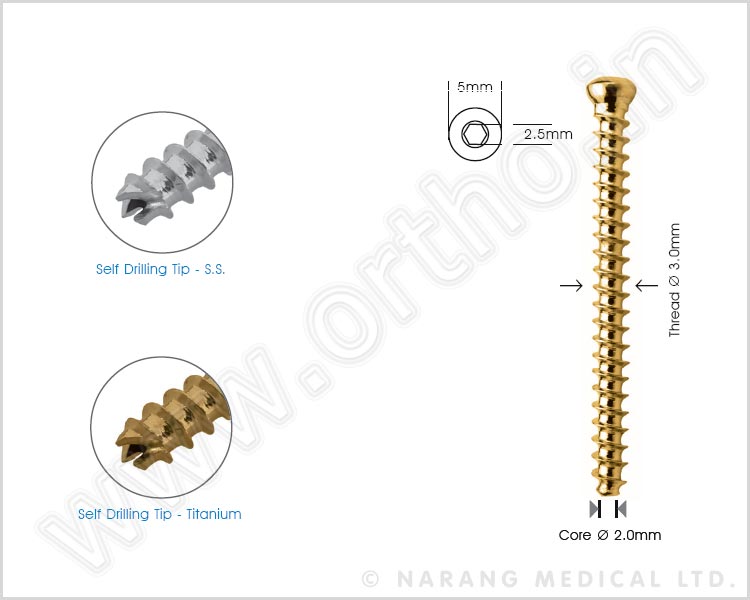 5mm
2.5mm
Self Drilling Tip - S.S.
Thread Ø 3.0mm
Self Drilling Tip - Titanium
Core Ø 2.0mm
www.ortho.in
© NARANG MEDICAL LTD.